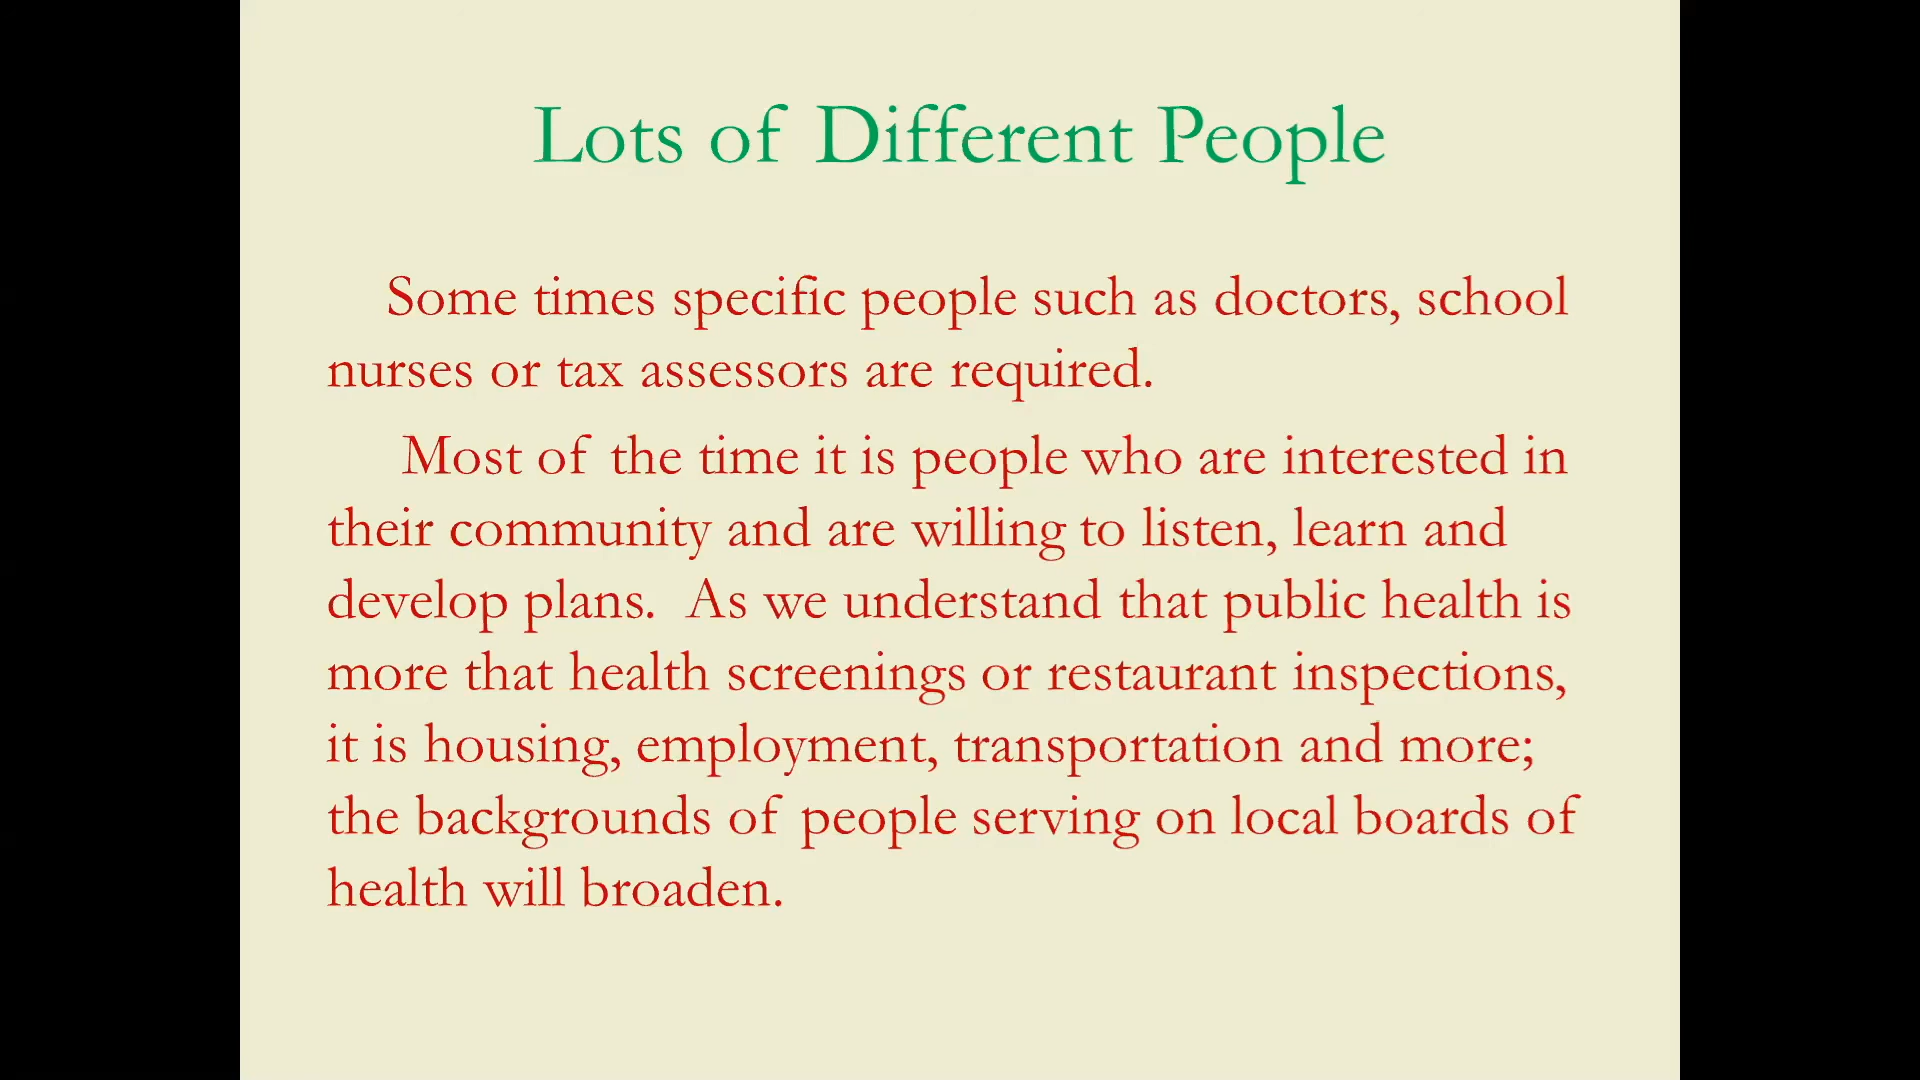 Lots of Different People
Some times specific people such as doctors, school
nurses or tax assessors are required.
Most of the time it is people who are interested in
their community and are willing to listen, learn and
develop plans.  As we understand that public health is
more that health screenings or restaurant inspections,
it is housing, employment, transportation and more;
the backgrounds of people serving on local boards of
health will broaden.